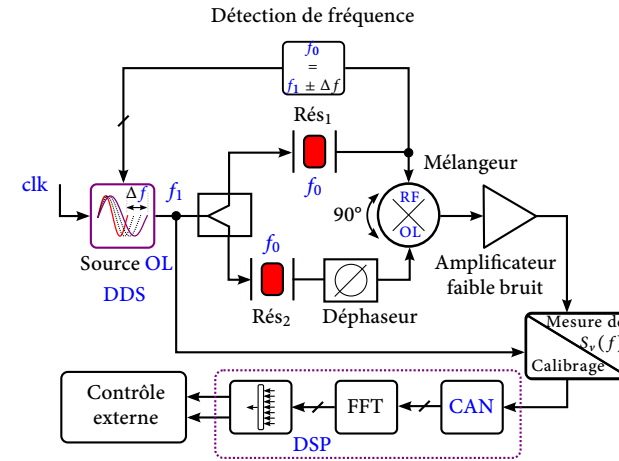 Détection de fréquence
f₀
=
f₁ ± Δf
Rés₁
f₀
Mélangeur
clk
Δf
f₁
90°
RF
OL
Source OL
DDS
f₀
Rés₂
Déphaseur
Amplificateur
faible bruit
Mesure de
Sᵥ(f)
Calibrage
Contrôle
externe
FFT
CAN
DSP